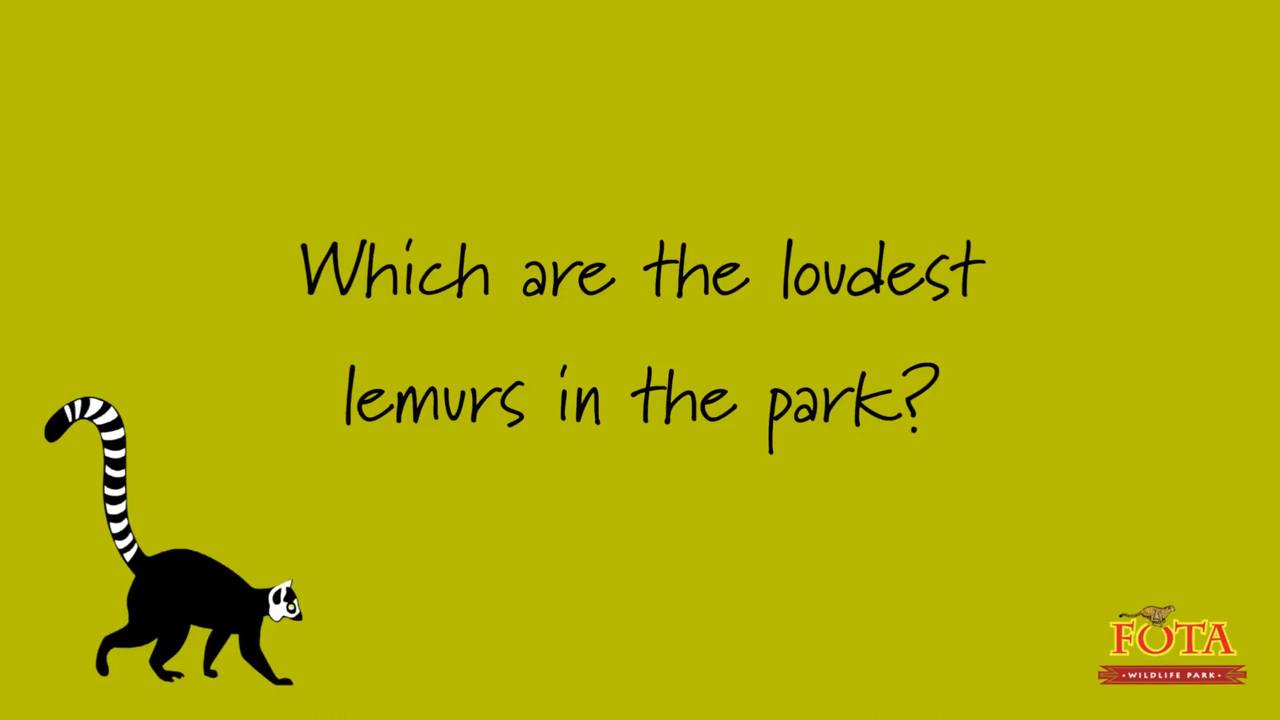 Which are the loudest
lemurs in the park?
FOTA
• WILDLIFE PARK •